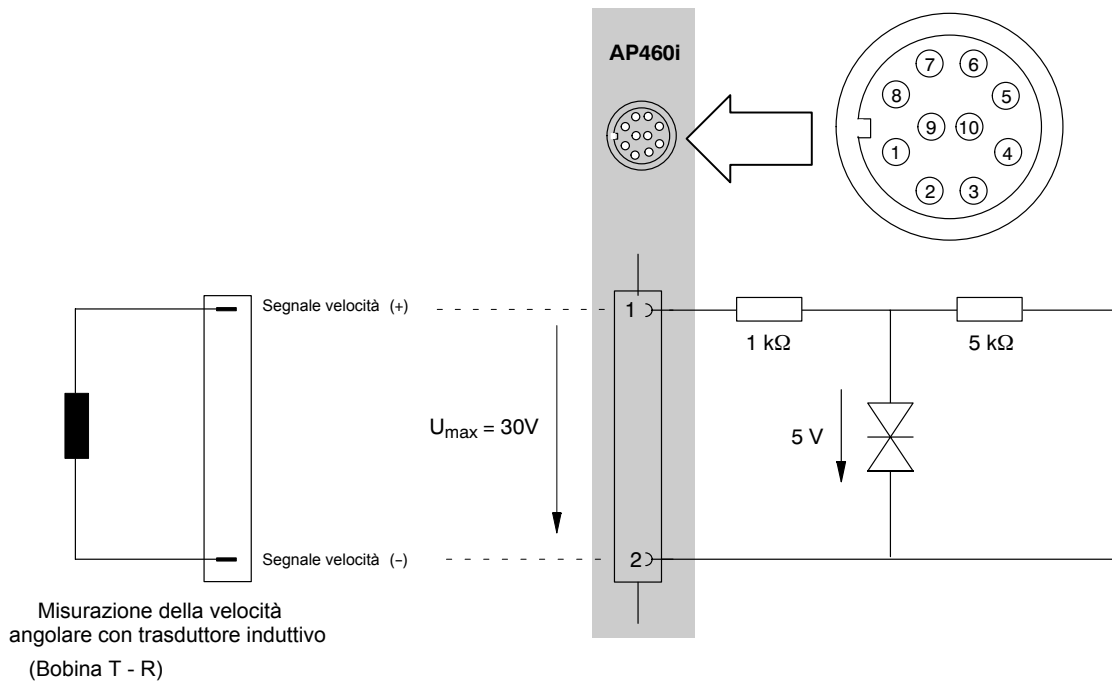 AP460i
7 6
8 5
9 10
1 4
2 3
Segnale velocità (+)
1
1 kΩ
5 kΩ
Umax = 30V
5 V
Segnale velocità (–)
2
Misurazione della velocità
angolare con trasduttore induttivo
(Bobina T - R)